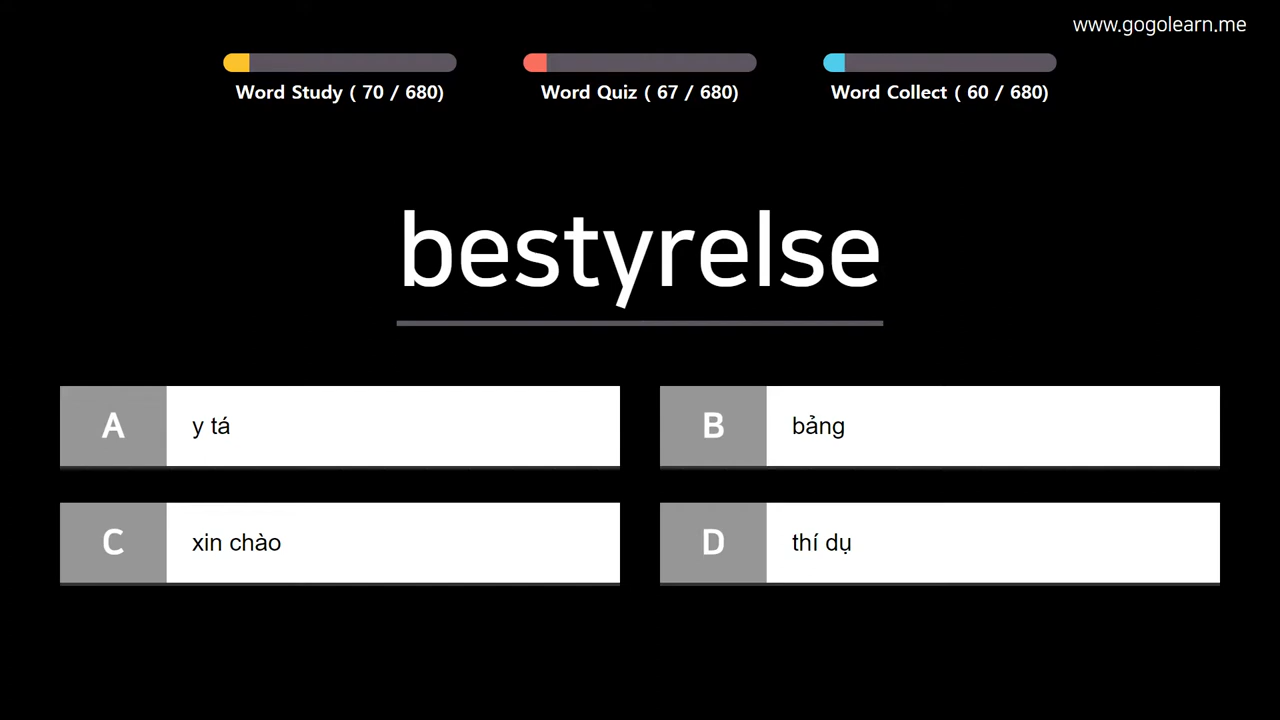 www.gogolearn.me
Word Study ( 70 / 680)
Word Quiz ( 67 / 680)
Word Collect ( 60 / 680)
bestyrelse
A y tá
B bảng
C xin chào
D thí dụ